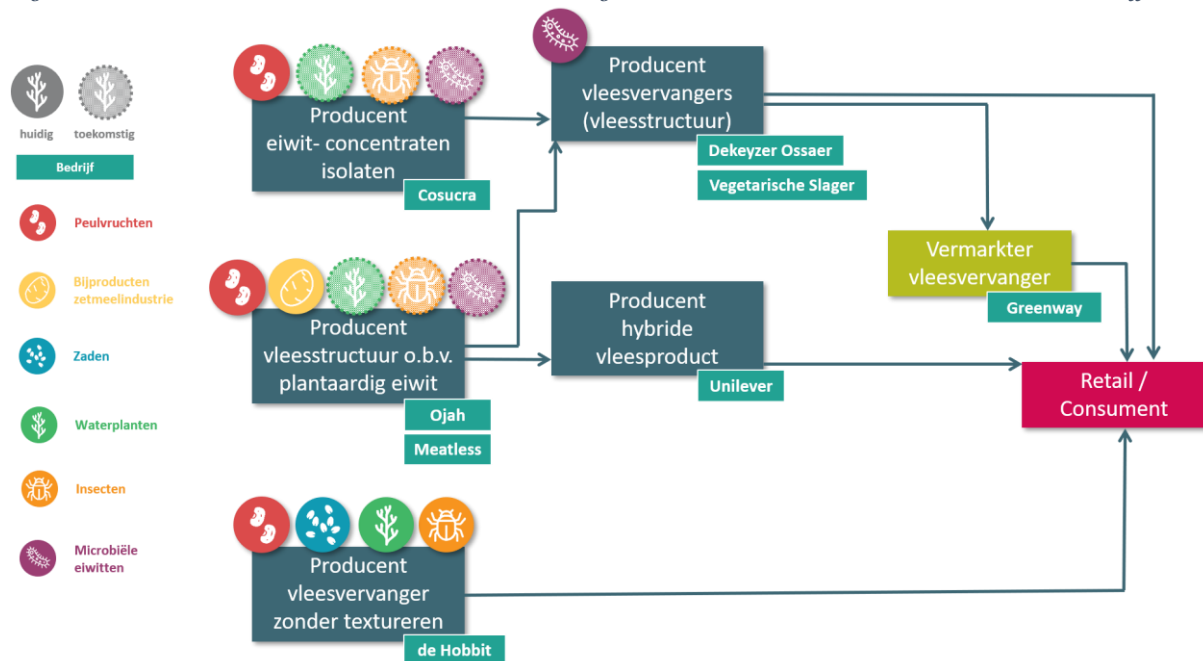 huidig
toekomstig
Bedrijf
Peulvruchten
Bijproducten
zetmeelindustrie
Zaden
Waterplanten
Insecten
Microbiële
eiwitten
Producent
eiwit- concentraten
isolaten
Cosucra
Producent
vleesstructuur o.b.v.
plantaardig eiwit
Ojah
Meatless
Producent
vleesvervanger
zonder textureren
de Hobbit
Producent
vleesvervangers
(vleesstructuur)
Dekeyzer Ossaer
Vegetarische Slager
Producent
hybride
vleesproduct
Unilever
Vermarkter
vleesvervanger
Greenway
Retail /
Consument